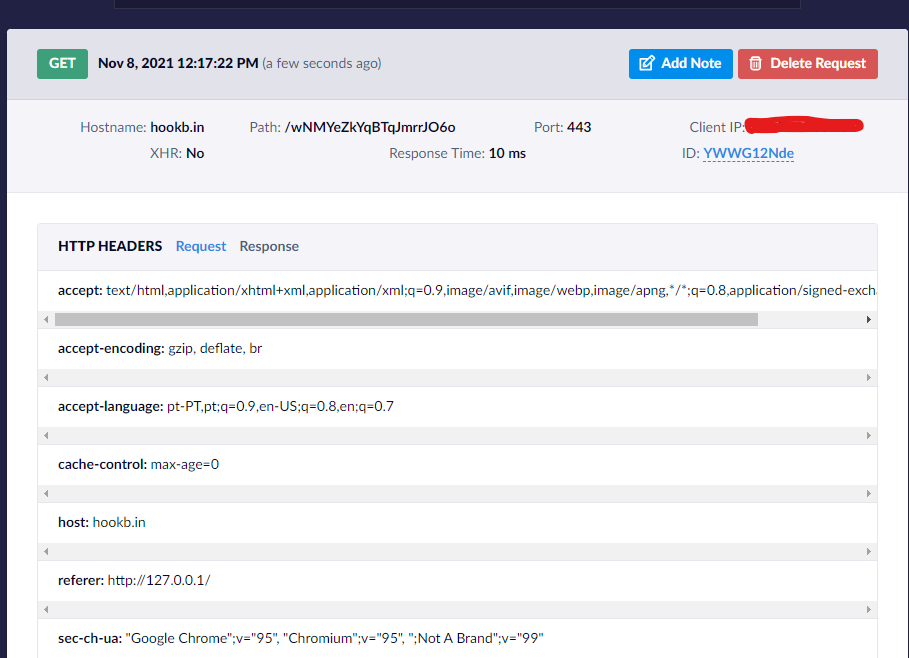 GET Nov 8, 2021 12:17:22 PM (a few seconds ago) Add Note Delete Request
Hostname: hookb.in Path: /wNMYeZkYqBTqJmrrJO6o Port: 443 Client IP:
XHR: No Response Time: 10 ms ID: YWWG12Nde
HTTP HEADERS Request Response
accept: text/html,application/xhtml+xml,application/xml;q=0.9,image/avif,image/webp,image/apng,*/*;q=0.8,application/signed-exch
accept-encoding: gzip, deflate, br
accept-language: pt-PT,pt;q=0.9,en-US;q=0.8,en;q=0.7
cache-control: max-age=0
host: hookb.in
referer: http://127.0.0.1/
sec-ch-ua: "Google Chrome";v="95", "Chromium";v="95", ";Not A Brand";v="99"